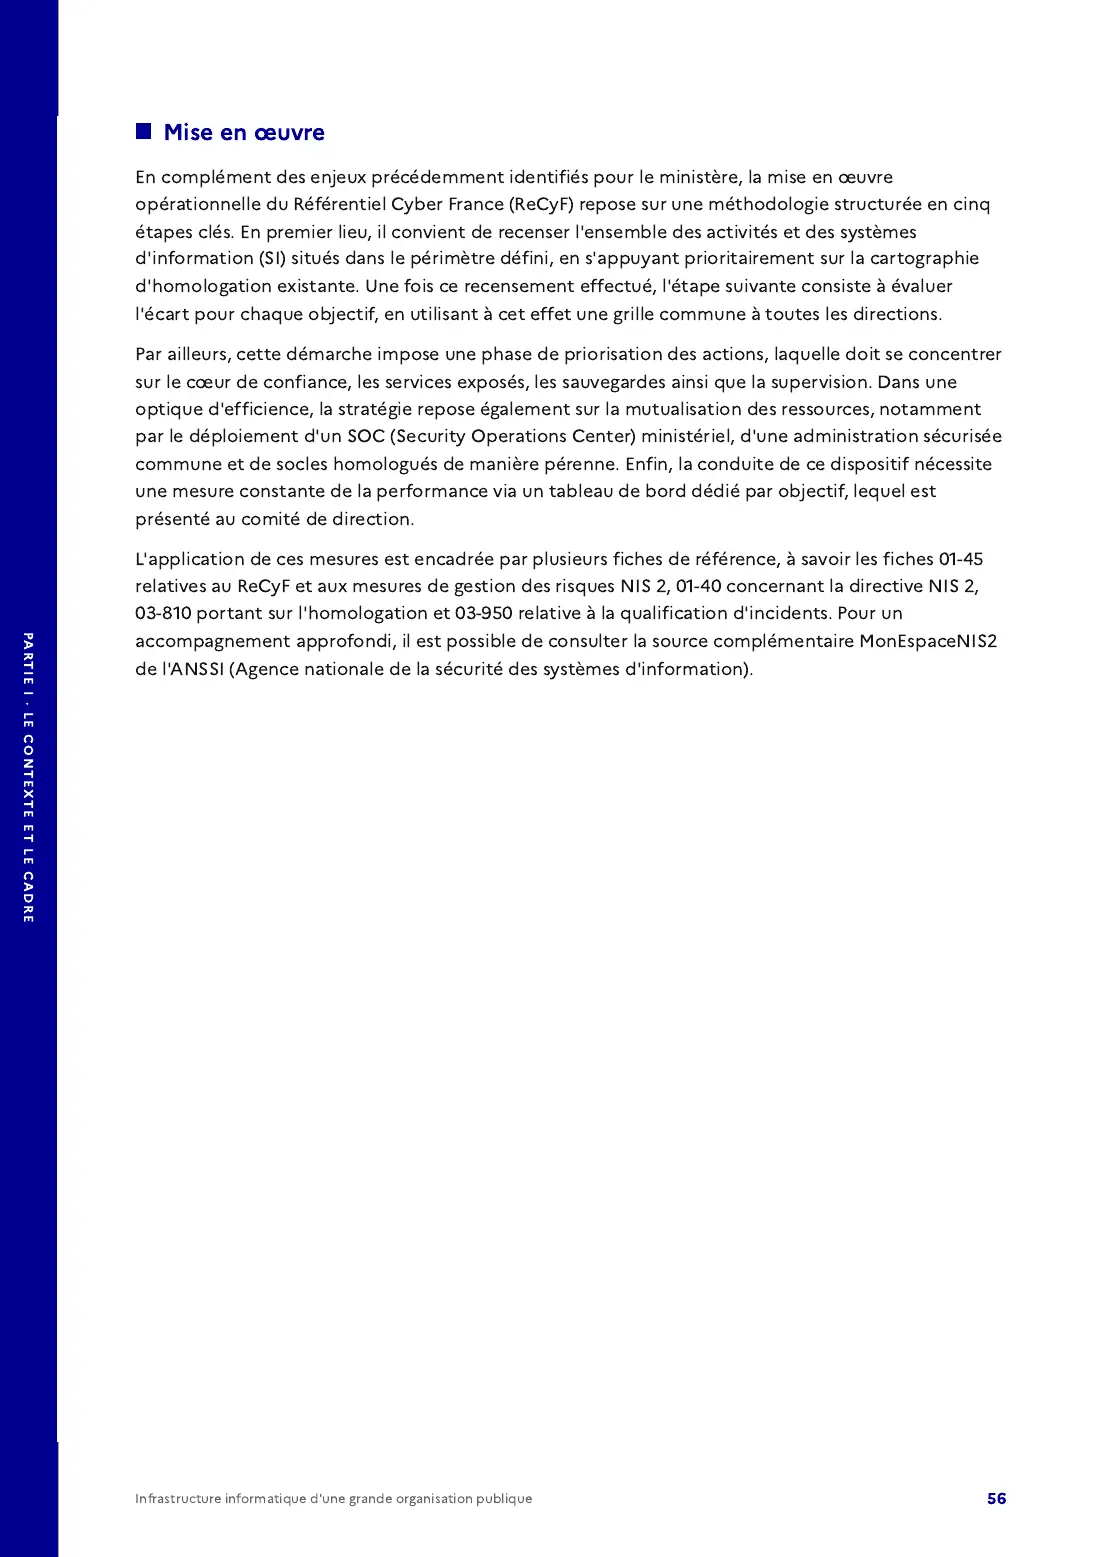 Mise en œuvre
En complément des enjeux précédemment identifiés pour le ministère, la mise en œuvre
opérationnelle du Référentiel Cyber France (ReCyF) repose sur une méthodologie structurée en cinq
étapes clés. En premier lieu, il convient de recenser l'ensemble des activités et des systèmes
d'information (SI) situés dans le périmètre défini, en s'appuyant prioritairement sur la cartographie
d'homologation existante. Une fois ce recensement effectué, l'étape suivante consiste à évaluer
l'écart pour chaque objectif, en utilisant à cet effet une grille commune à toutes les directions.
Par ailleurs, cette démarche impose une phase de priorisation des actions, laquelle doit se concentrer
sur le cœur de confiance, les services exposés, les sauvegardes ainsi que la supervision. Dans une
optique d'efficience, la stratégie repose également sur la mutualisation des ressources, notamment
par le déploiement d'un SOC (Security Operations Center) ministériel, d'une administration sécurisée
commune et de socles homologués de manière pérenne. Enfin, la conduite de ce dispositif nécessite
une mesure constante de la performance via un tableau de bord dédié par objectif, lequel est
présenté au comité de direction.
L'application de ces mesures est encadrée par plusieurs fiches de référence, à savoir les fiches 01-45
relatives au ReCyF et aux mesures de gestion des risques NIS 2, 01-40 concernant la directive NIS 2,
03-810 portant sur l'homologation et 03-950 relative à la qualification d'incidents. Pour un
accompagnement approfondi, il est possible de consulter la source complémentaire MonEspaceNIS2
de l'ANSSI (Agence nationale de la sécurité des systèmes d'information).
PARTIE I · LE CONTEXTE ET LE CADRE
Infrastructure informatique d'une grande organisation publique
56